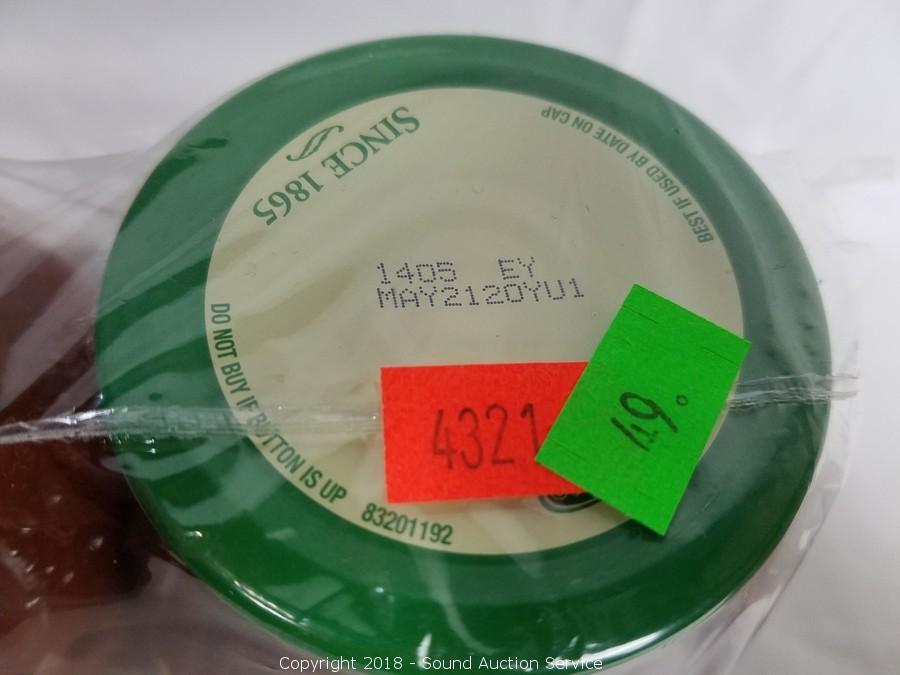 SINCE 1865
BEST IF USED BY DATE ON CAP
1405 EY
MAY2120YU1
DO NOT BUY IF BUTTON IS UP
83201192
4321
49°
Copyright 2018 - Sound Auction Service